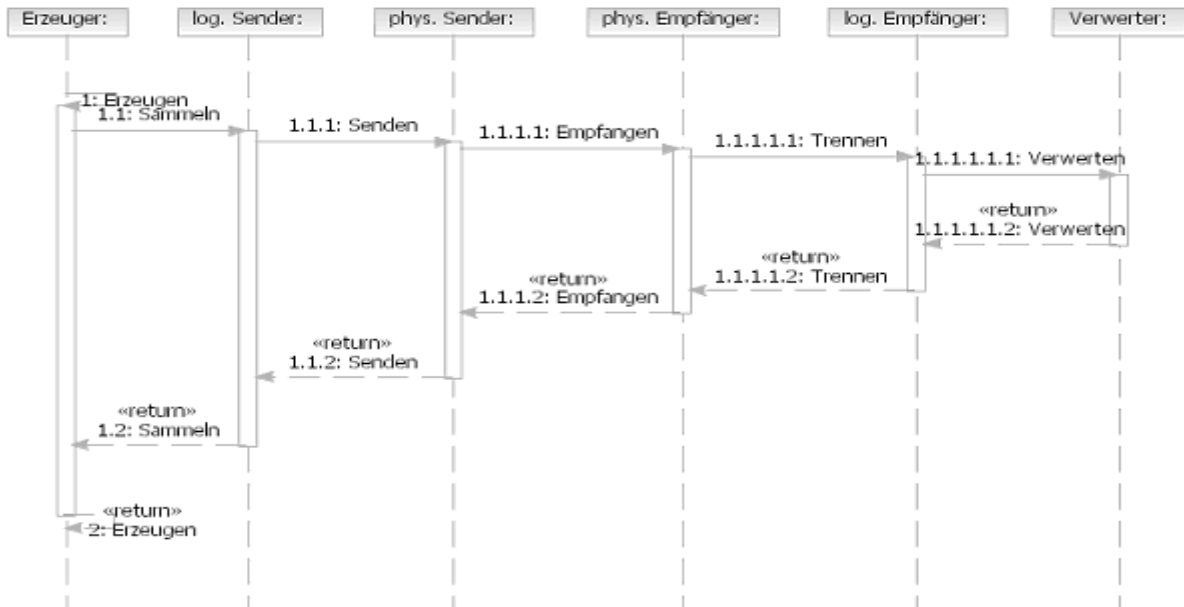 Erzeuger:
log. Sender:
phys. Sender:
phys. Empfänger:
log. Empfänger:
Verwerter:
1: Erzeugen
1.1: Sammeln
1.1.1: Senden
1.1.1.1: Empfangen
1.1.1.1.1: Trennen
1.1.1.1.1.1: Verwerten
«return»
1.1.1.1.1.2: Verwerten
«return»
1.1.1.1.2: Trennen
«return»
1.1.1.2: Empfangen
«return»
1.1.2: Senden
«return»
1.2: Sammeln
«return»
2: Erzeugen